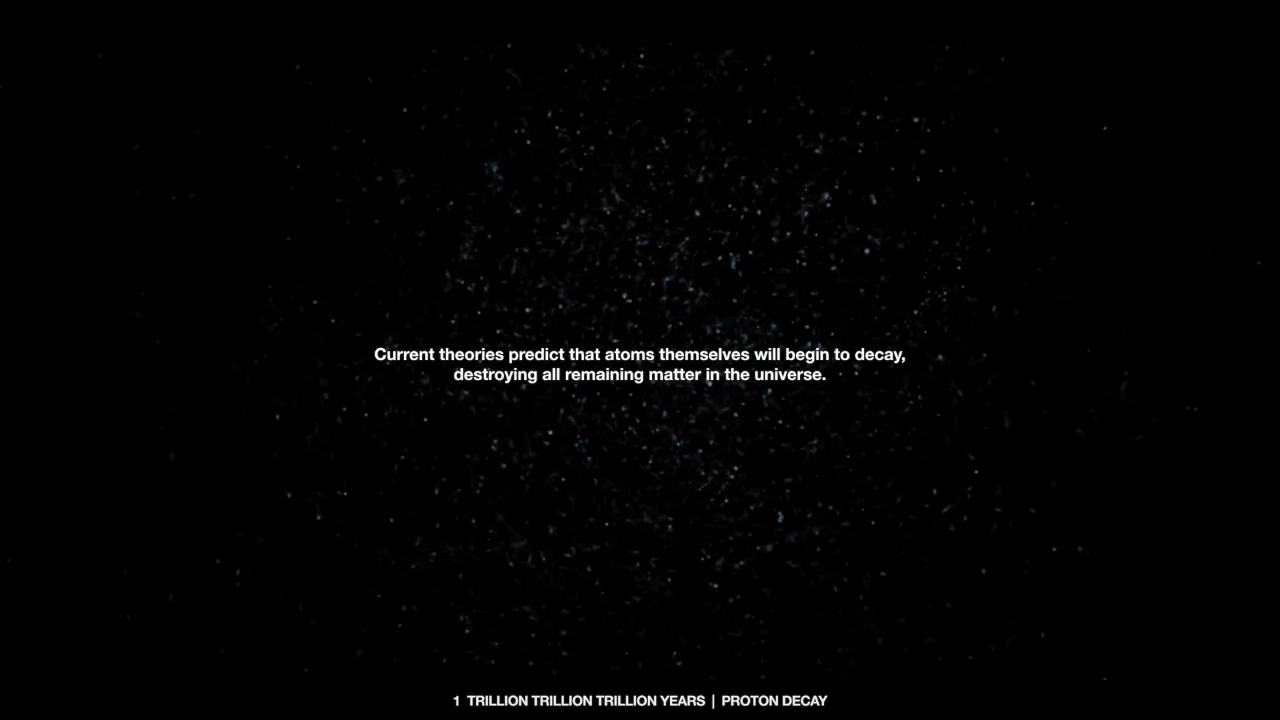 Current theories predict that atoms themselves will begin to decay,
destroying all remaining matter in the universe.
1 TRILLION TRILLION TRILLION YEARS | PROTON DECAY